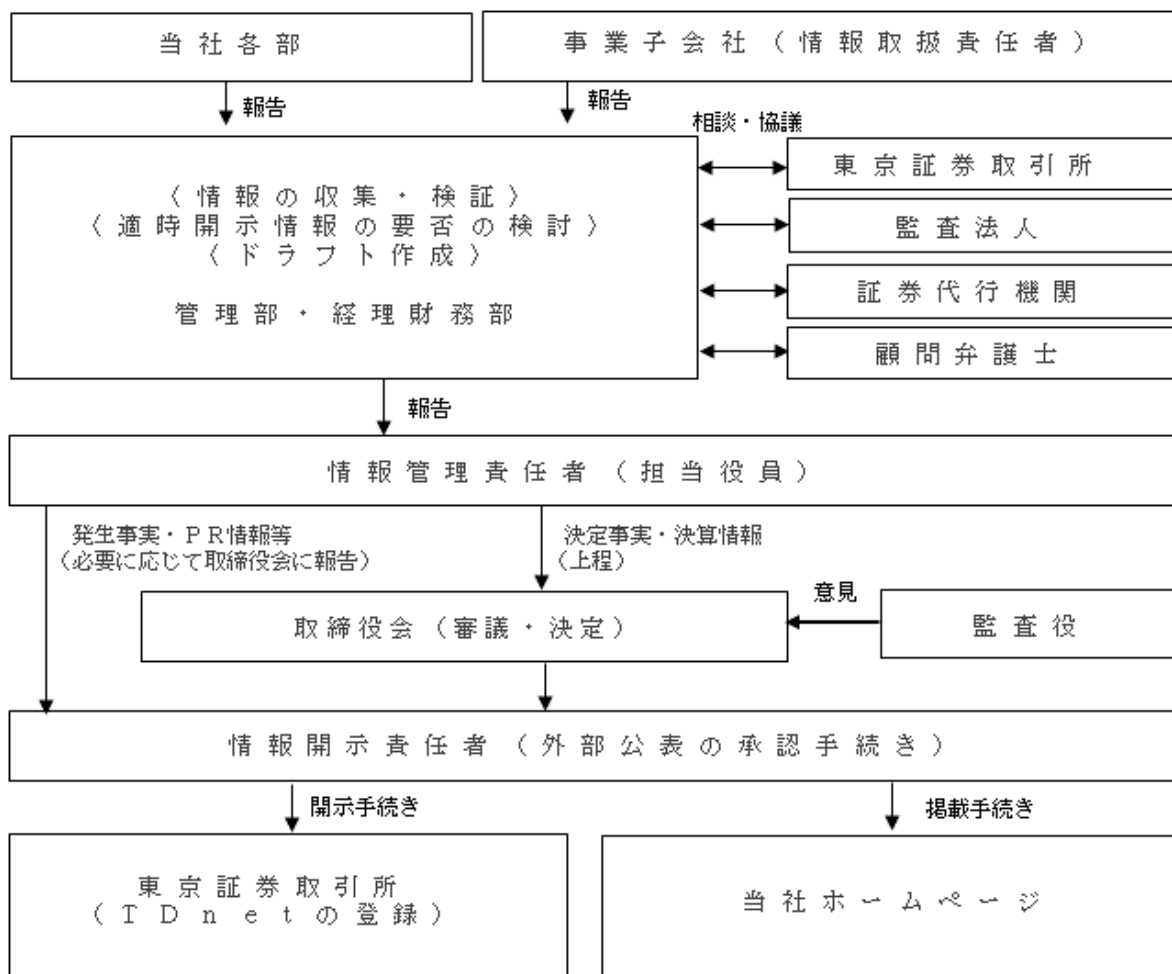 当社各部
事業子会社（情報取扱責任者）
報告
報告
相談・協議
〈情報の収集・検証〉
〈適時開示情報の要否の検討〉
〈ドラフト作成〉
管理部・経理財務部
東京証券取引所
監査法人
証券代行機関
顧問弁護士
報告
情報管理責任者（担当役員）
発生事実・ＰＲ情報等
（必要に応じて取締役会に報告）
決定事実・決算情報
（上程）
取締役会（審議・決定）
意見
監査役
情報開示責任者（外部公表の承認手続き）
開示手続き
掲載手続き
東京証券取引所
（ＴＤｎｅｔの登録）
当社ホームページ